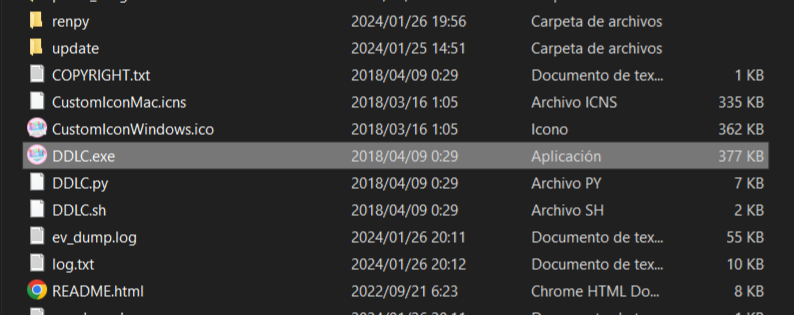 renpy 2024/01/26 19:56 Carpeta de archivos
update 2024/01/25 14:51 Carpeta de archivos
COPYRIGHT.txt 2018/04/09 0:29 Documento de tex... 1 KB
CustomIconMac.icns 2018/03/16 1:05 Archivo ICNS 335 KB
CustomIconWindows.ico 2018/03/16 1:05 Icono 362 KB
DDLC.exe 2018/04/09 0:29 Aplicación 377 KB
DDLC.py 2018/04/09 0:29 Archivo PY 7 KB
DDLC.sh 2018/04/09 0:29 Archivo SH 2 KB
ev_dump.log 2024/01/26 20:11 Documento de tex... 55 KB
log.txt 2024/01/26 20:12 Documento de tex... 10 KB
README.html 2022/09/21 6:23 Chrome HTML Do... 8 KB